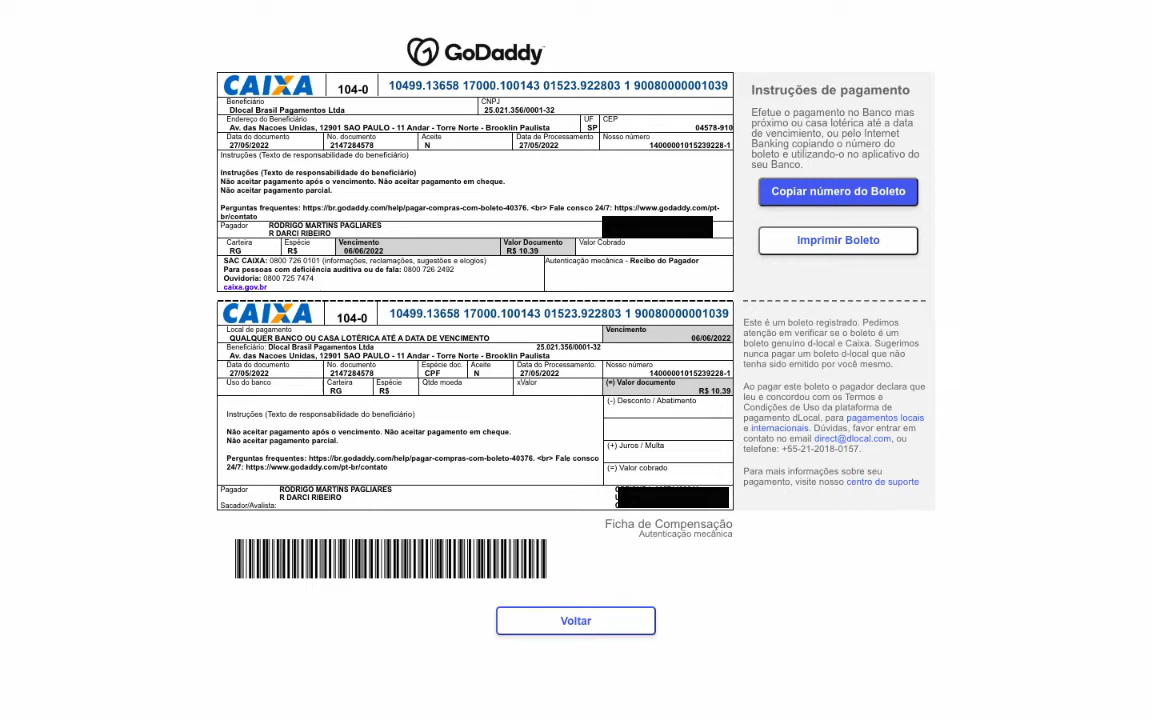 GoDaddy
CAIXA 104-0 10499.13658 17000.100143 01523.922803 1 90080000001039
Beneficiário CNPJ
Dlocal Brasil Pagamentos Ltda 25.021.356/0001-32
Endereço do Beneficiário UF CEP
Av. das Nacoes Unidas, 12901 SAO PAULO - 11 Andar - Torre Norte - Brooklin Paulista SP 04578-910
Data do documento No. documento Aceite Data de Processamento Nosso número
27/05/2022 2147284578 N 27/05/2022 14000001015239228-1
Instruções (Texto de responsabilidade do beneficiário)
Instruções (Texto de responsabilidade do beneficiário)
Não aceitar pagamento após o vencimento. Não aceitar pagamento em cheque.
Não aceitar pagamento parcial.
Perguntas frequentes: https://br.godaddy.com/help/pagar-compras-com-boleto-40376. <br> Fale consco 24/7: https://www.godaddy.com/pt-
br/contato
Pagador RODRIGO MARTINS PAGLIARES
R DARCI RIBEIRO
Carteira Espécie Vencimento Valor Documento Valor Cobrado
RG R$ 06/06/2022 R$ 10.39
SAC CAIXA: 0800 726 0101 (informações, reclamações, sugestões e elogios) Autenticação mecânica - Recibo do Pagador
Para pessoas com deficiência auditiva ou de fala: 0800 726 2492
Ouvidoria: 0800 725 7474
caixa.gov.br
Instruções de pagamento
Efetue o pagamento no Banco mas
próximo ou casa lotérica até a data
de vencimiento, ou pelo Internet
Banking copiando o número do
boleto e utilizando-o no aplicativo do
seu Banco.
Copiar número do Boleto
Imprimir Boleto
CAIXA 104-0 10499.13658 17000.100143 01523.922803 1 90080000001039
Local de pagamento Vencimento
QUALQUER BANCO OU CASA LOTÉRICA ATÉ A DATA DE VENCIMENTO 06/06/2022
Beneficiário: Dlocal Brasil Pagamentos Ltda 25.021.356/0001-32
Av. das Nacoes Unidas, 12901 SAO PAULO - 11 Andar - Torre Norte - Brooklin Paulista
Data do documento No. documento Espécie doc. Aceite Data do Processamento. Nosso número
27/05/2022 2147284578 CPF N 27/05/2022 14000001015239228-1
Uso do banco Carteira Espécie Qtde moeda xValor (=) Valor documento
RG R$ R$ 10.39
(-) Desconto / Abatimento
Instruções (Texto de responsabilidade do beneficiário)
Não aceitar pagamento após o vencimento. Não aceitar pagamento em cheque.
Não aceitar pagamento parcial.
(+) Juros / Multa
Perguntas frequentes: https://br.godaddy.com/help/pagar-compras-com-boleto-40376. <br> Fale consco
24/7: https://www.godaddy.com/pt-br/contato
(=) Valor cobrado
Pagador RODRIGO MARTINS PAGLIARES
R DARCI RIBEIRO
Sacador/Avalista:
Ficha de Compensação
Autenticação mecânica
Este é um boleto registrado. Pedimos
atenção em verificar se o boleto é um
boleto genuíno d-local e Caixa. Sugerimos
nunca pagar um boleto d-local que não
tenha sido emitido por você mesmo.
Ao pagar este boleto o pagador declara que
leu e concordou com os Termos e
Condições de Uso da plataforma de
pagamento dLocal, para pagamentos locais
e internacionais. Dúvidas, favor entrar em
contato no email direct@dlocal.com, ou
telefone: +55-21-2018-0157.
Para mais informações sobre seu
pagamento, visite nosso centro de suporte
Voltar